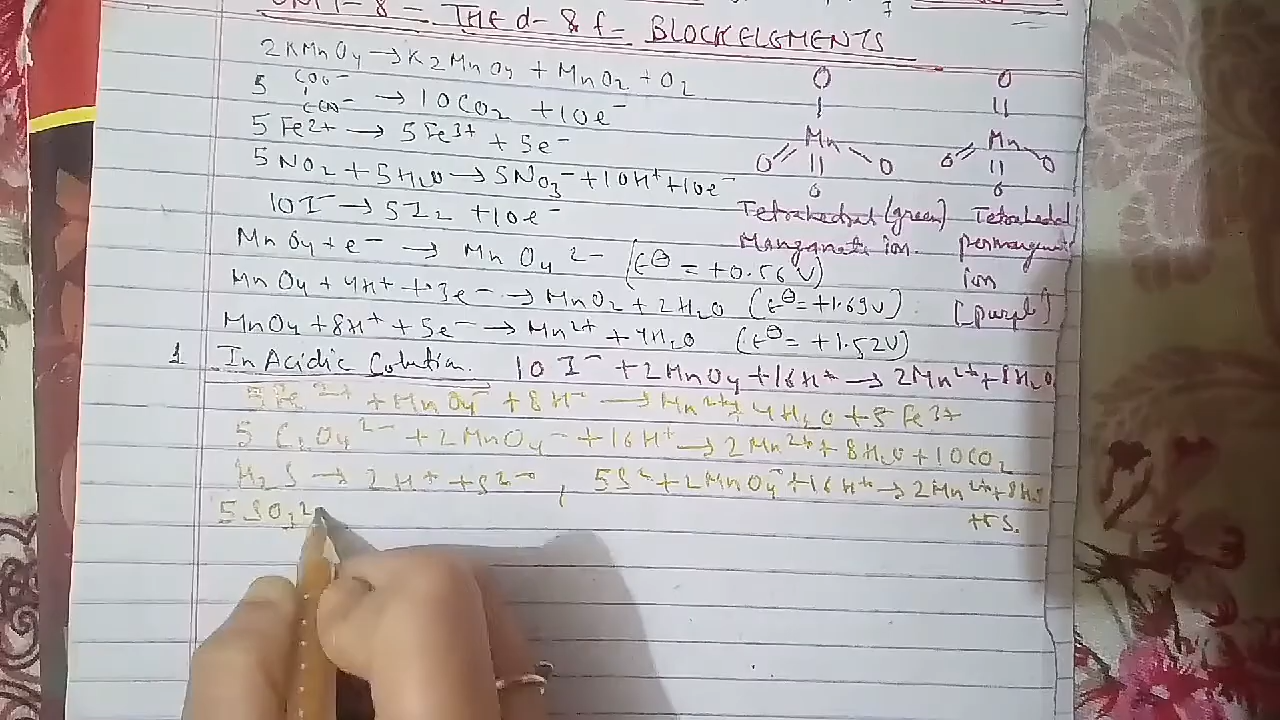 UNIT-8 = THE d- & f- BLOCK ELEMENTS
2KMnO4 → K2MnO4 + MnO2 + O2
5 COO-
COO- → 10CO2 + 10e-
5Fe2+ → 5Fe3+ + 5e-
5NO2 + 5H2O → 5NO3- + 10H+ + 10e-
10I- → 5I2 + 10e-
MnO4 + e- → MnO4 2- (E⊖ = +0.56V)
MnO4 + 4H+ + 3e- → MnO2 + 2H2O (E⊖ = +1.69V)
MnO4 + 8H+ + 5e- → Mn2+ + 4H2O (E⊖ = +1.52V)
O
Mn
O O
O
Tetrahedral (green)
Manganate ion.
O
Mn
O O
O
Tetrahedal
permanganate
ion
(purpl)
1 In Acidic Solution. 10I- + 2MnO4 + 16H+ → 2Mn2+ + 8H2O
5Fe2+ + MnO4- + 8H- → Mn2+ + 4H2O + 5Fe3+
5C2O4 2- + 2MnO4- + 16H+ → 2Mn2+ + 8H2O + 10CO2
H2S → 2H+ + S2- , 5S2- + 2MnO4- + 16H+ → 2Mn2+ + 8H2O
+5S.
5SO3 2-